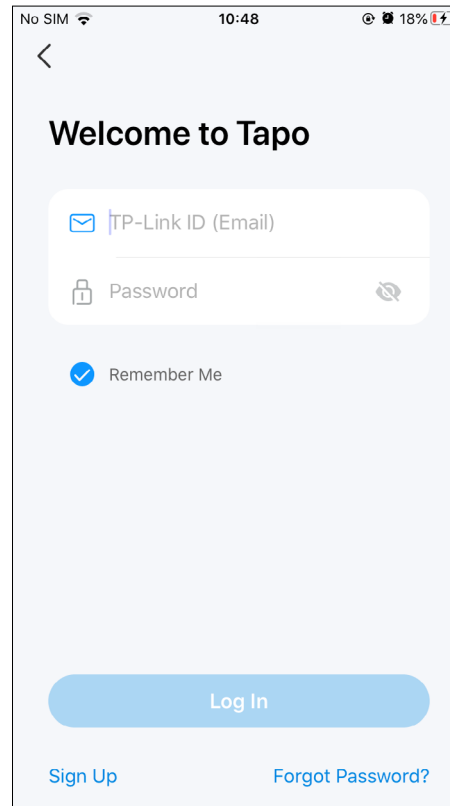 No SIM 10:48 18%
Welcome to Tapo
TP-Link ID (Email)
Password
Remember Me
Log In
Sign Up Forgot Password?